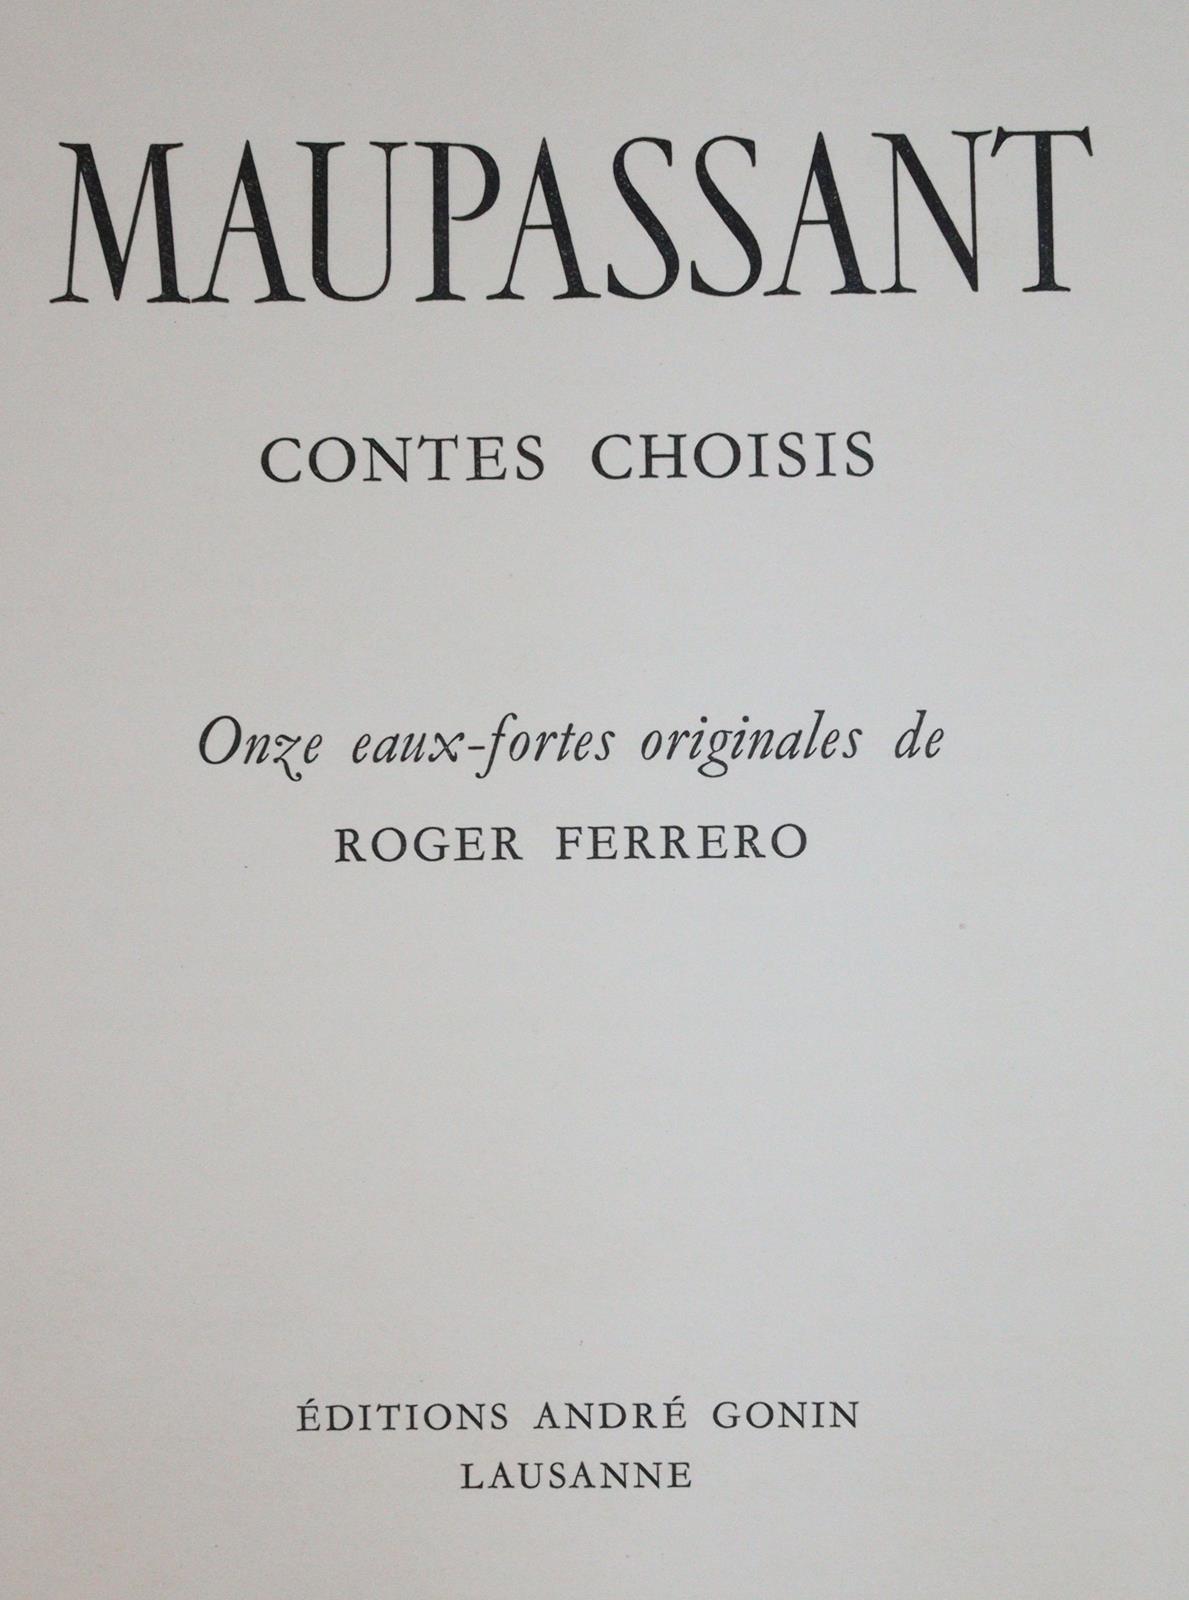 MAUPASSANT
CONTES CHOISIS
Onze eaux-fortes originales de
ROGER FERRERO
ÉDITIONS ANDRÉ GONIN
LAUSANNE